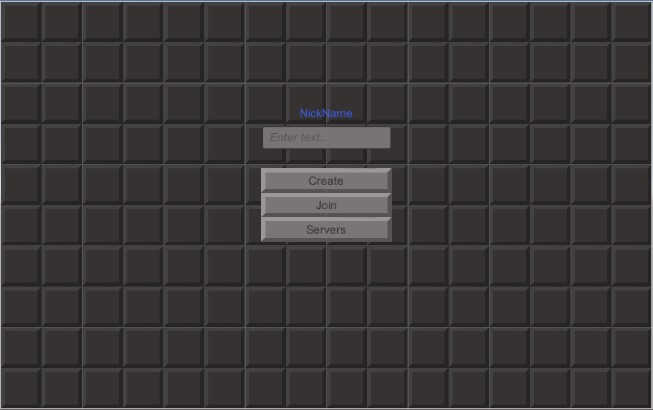 NickName
Enter text...
Create
Join
Servers